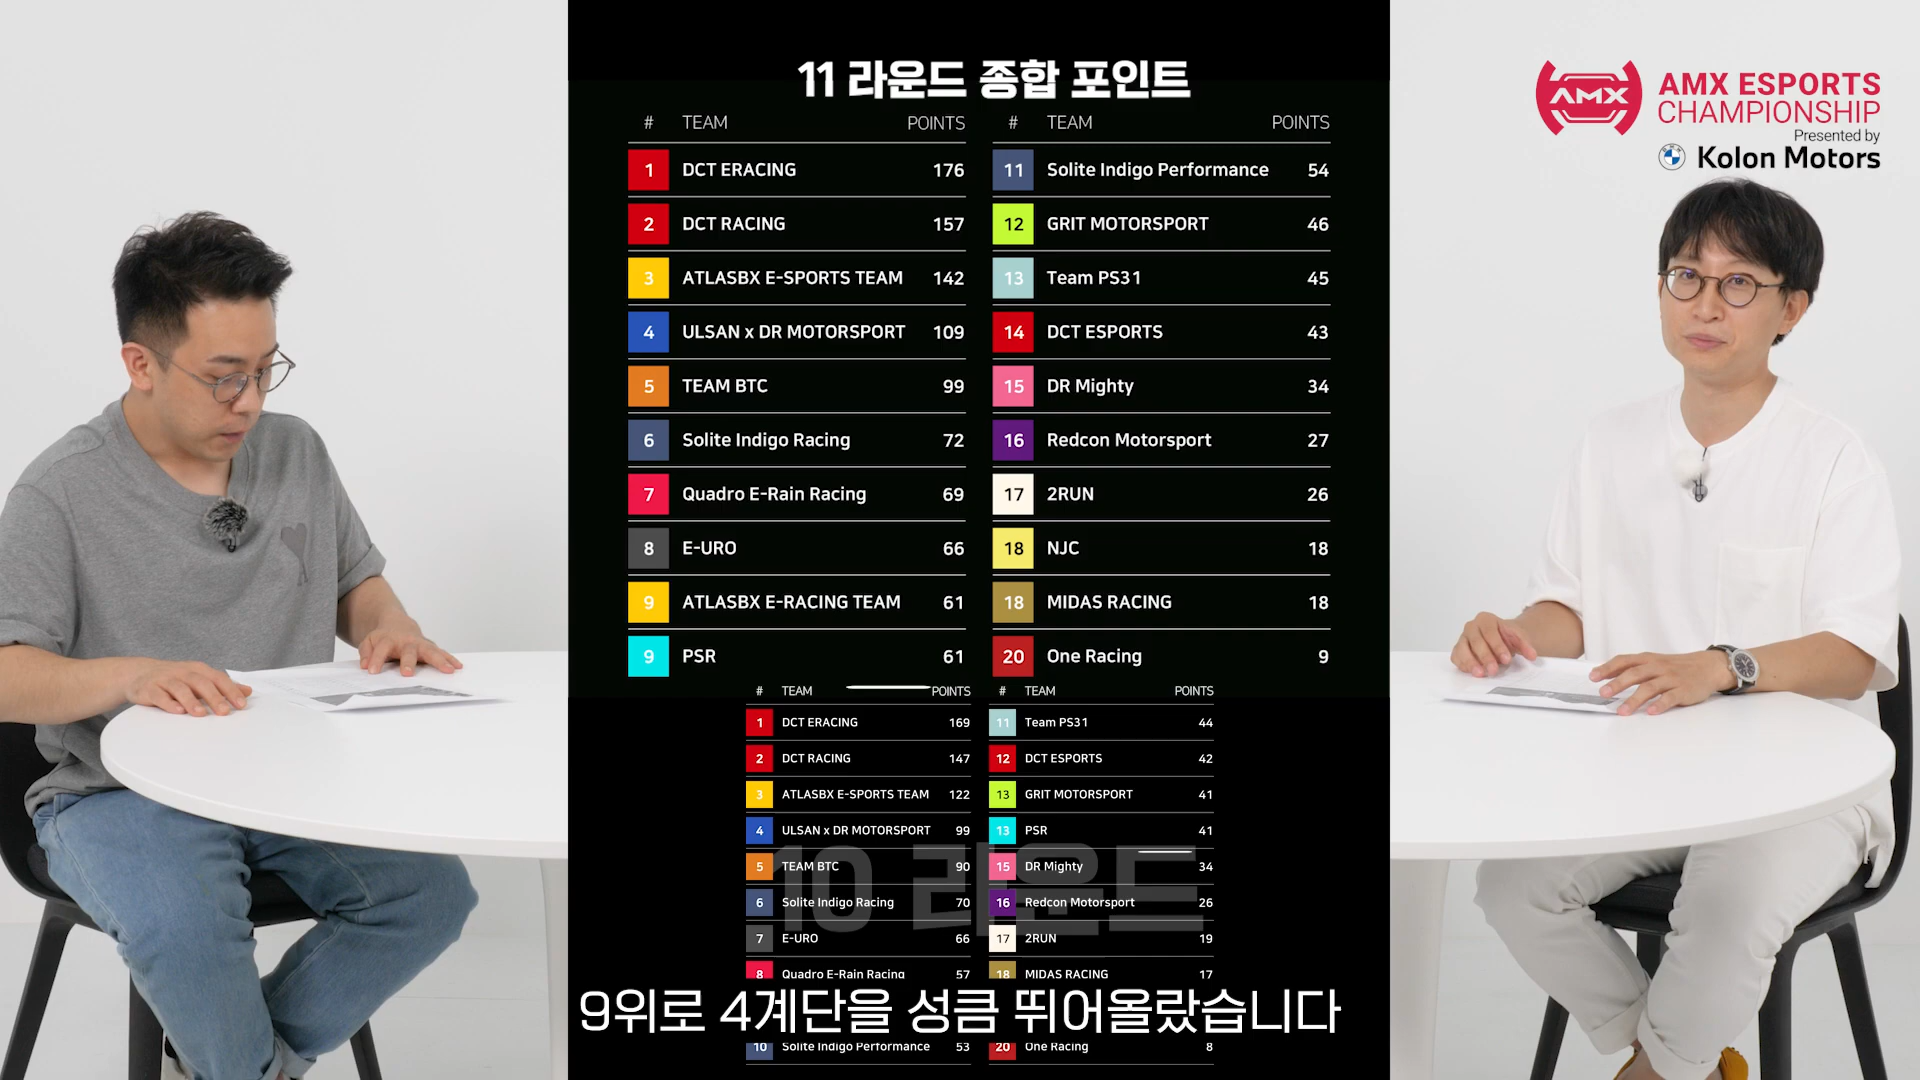 11 라운드 종합 포인트
# TEAM POINTS
1 DCT ERACING 176
2 DCT RACING 157
3 ATLASBX E-SPORTS TEAM 142
4 ULSAN x DR MOTORSPORT 109
5 TEAM BTC 99
6 Solite Indigo Racing 72
7 Quadro E-Rain Racing 69
8 E-URO 66
9 ATLASBX E-RACING TEAM 61
9 PSR 61
# TEAM POINTS
11 Solite Indigo Performance 54
12 GRIT MOTORSPORT 46
13 Team PS31 45
14 DCT ESPORTS 43
15 DR Mighty 34
16 Redcon Motorsport 27
17 2RUN 26
18 NJC 18
18 MIDAS RACING 18
20 One Racing 9
AMX
AMX ESPORTS
CHAMPIONSHIP
Presented by
Kolon Motors
# TEAM POINTS
1 DCT ERACING 169
2 DCT RACING 147
3 ATLASBX E-SPORTS TEAM 122
4 ULSAN x DR MOTORSPORT 99
5 TEAM BTC 90
6 Solite Indigo Racing 70
7 E-URO 66
8 Quadro E-Rain Racing 57
10 Solite Indigo Performance 53
# TEAM POINTS
11 Team PS31 44
12 DCT ESPORTS 42
13 GRIT MOTORSPORT 41
13 PSR 41
15 DR Mighty 34
16 Redcon Motorsport 26
17 2RUN 19
18 MIDAS RACING 17
20 One Racing 8
10 라운드
9위로 4계단을 성큼 뛰어올랐습니다